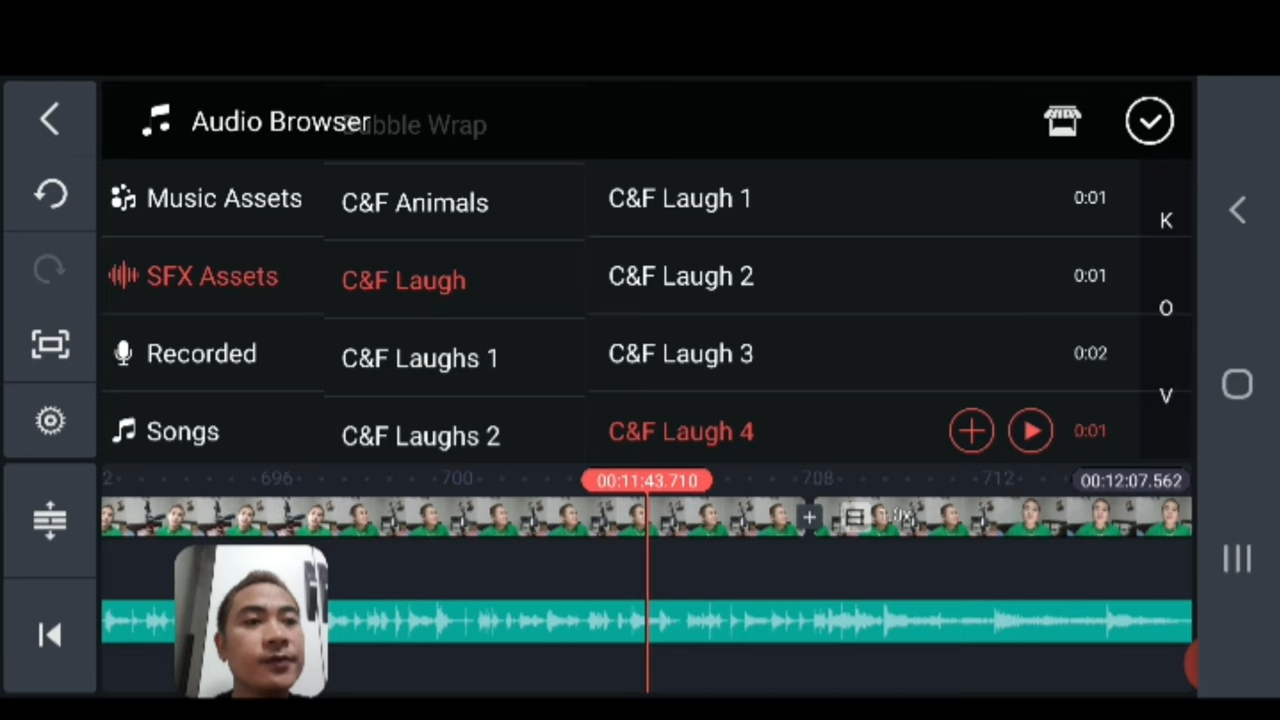 Audio Browser
Bubble Wrap
Music Assets
C&F Animals
C&F Laugh 1
0:01
K
SFX Assets
C&F Laugh
C&F Laugh 2
0:01
O
Recorded
C&F Laughs 1
C&F Laugh 3
0:02
V
Songs
C&F Laughs 2
C&F Laugh 4
0:01
696
700
00:11:43.710
708
712
00:12:07.562